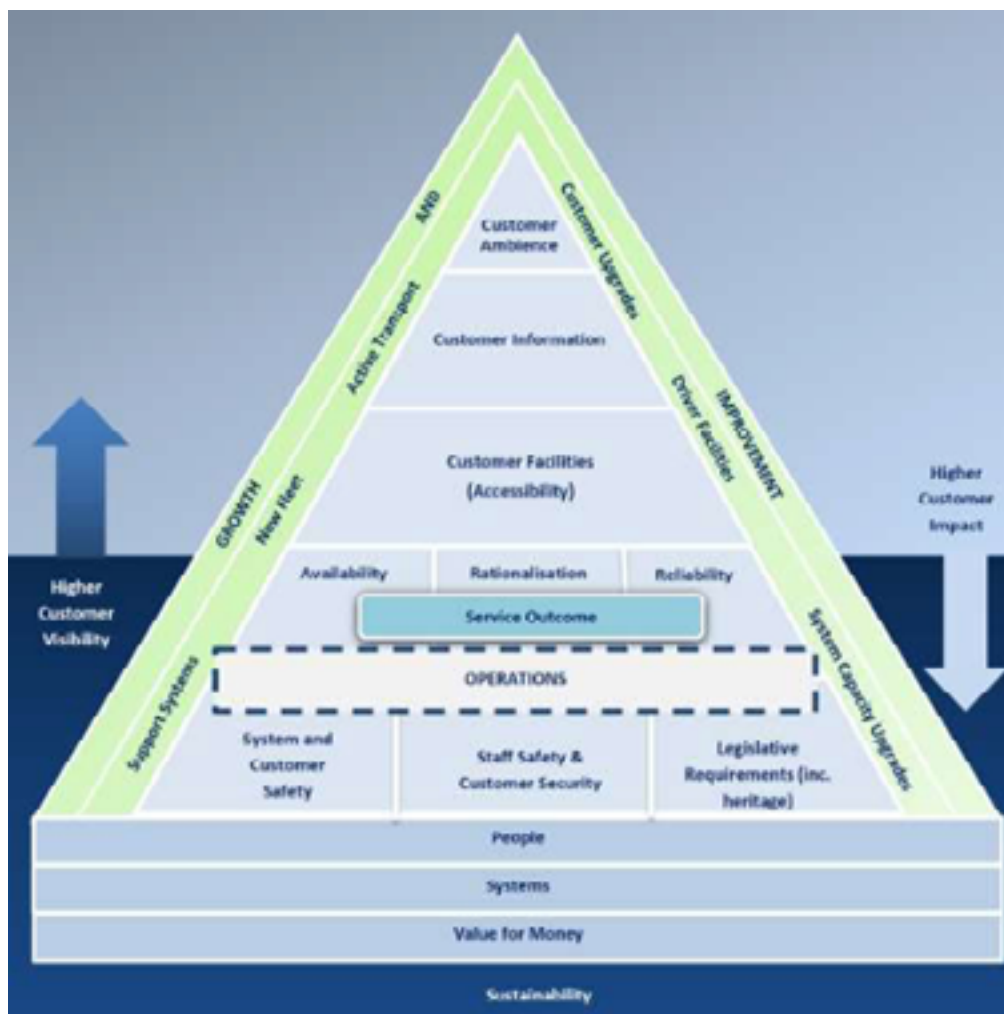 AND
Customer Upgrades
Customer
Ambience
Active Transport
Customer Information
Driver Facilities
IMPROVEMENT
Customer Facilities
(Accessibility)
GROWTH
New Fleet
Higher
Customer
Impact
Availability
Rationalisation
Reliability
Higher
Customer
Visibility
Service Outcome
System Capacity Upgrades
Support Systems
OPERATIONS
System and
Customer
Safety
Staff Safety &
Customer Security
Legislative
Requirements (inc.
heritage)
People
Systems
Value for Money
Sustainability